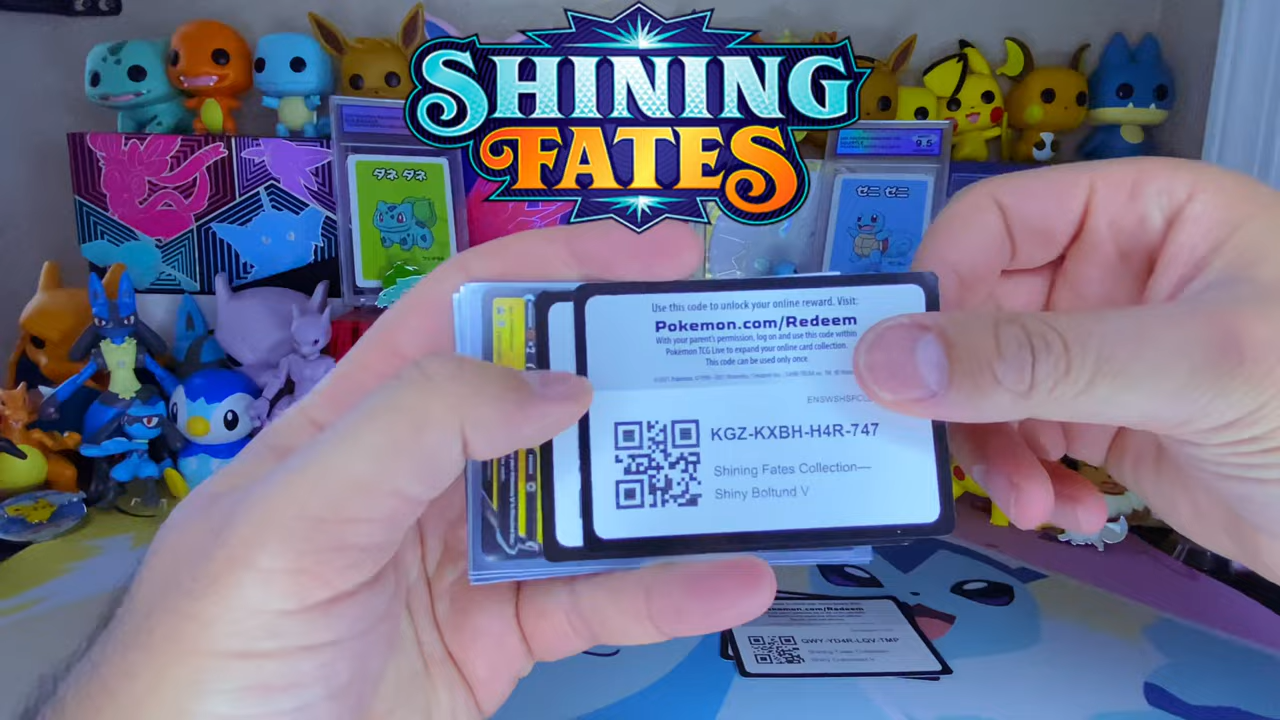 SHINING
FATES
ダネ ダネ
ゼニ ゼニ
9.5
Use this code to unlock your online reward. Visit:
Pokemon.com/Redeem
With your parent's permission, log on and use this code within
Pokémon TCG Live to expand your online card collection.
This code can be used only once.
KGZ-KXBH-H4R-747
Shining Fates Collection—
Shiny Boltund V
Pokemon.com/Redeem
QWY-YD4R-LQV-TMP
Shining Fates Collection—